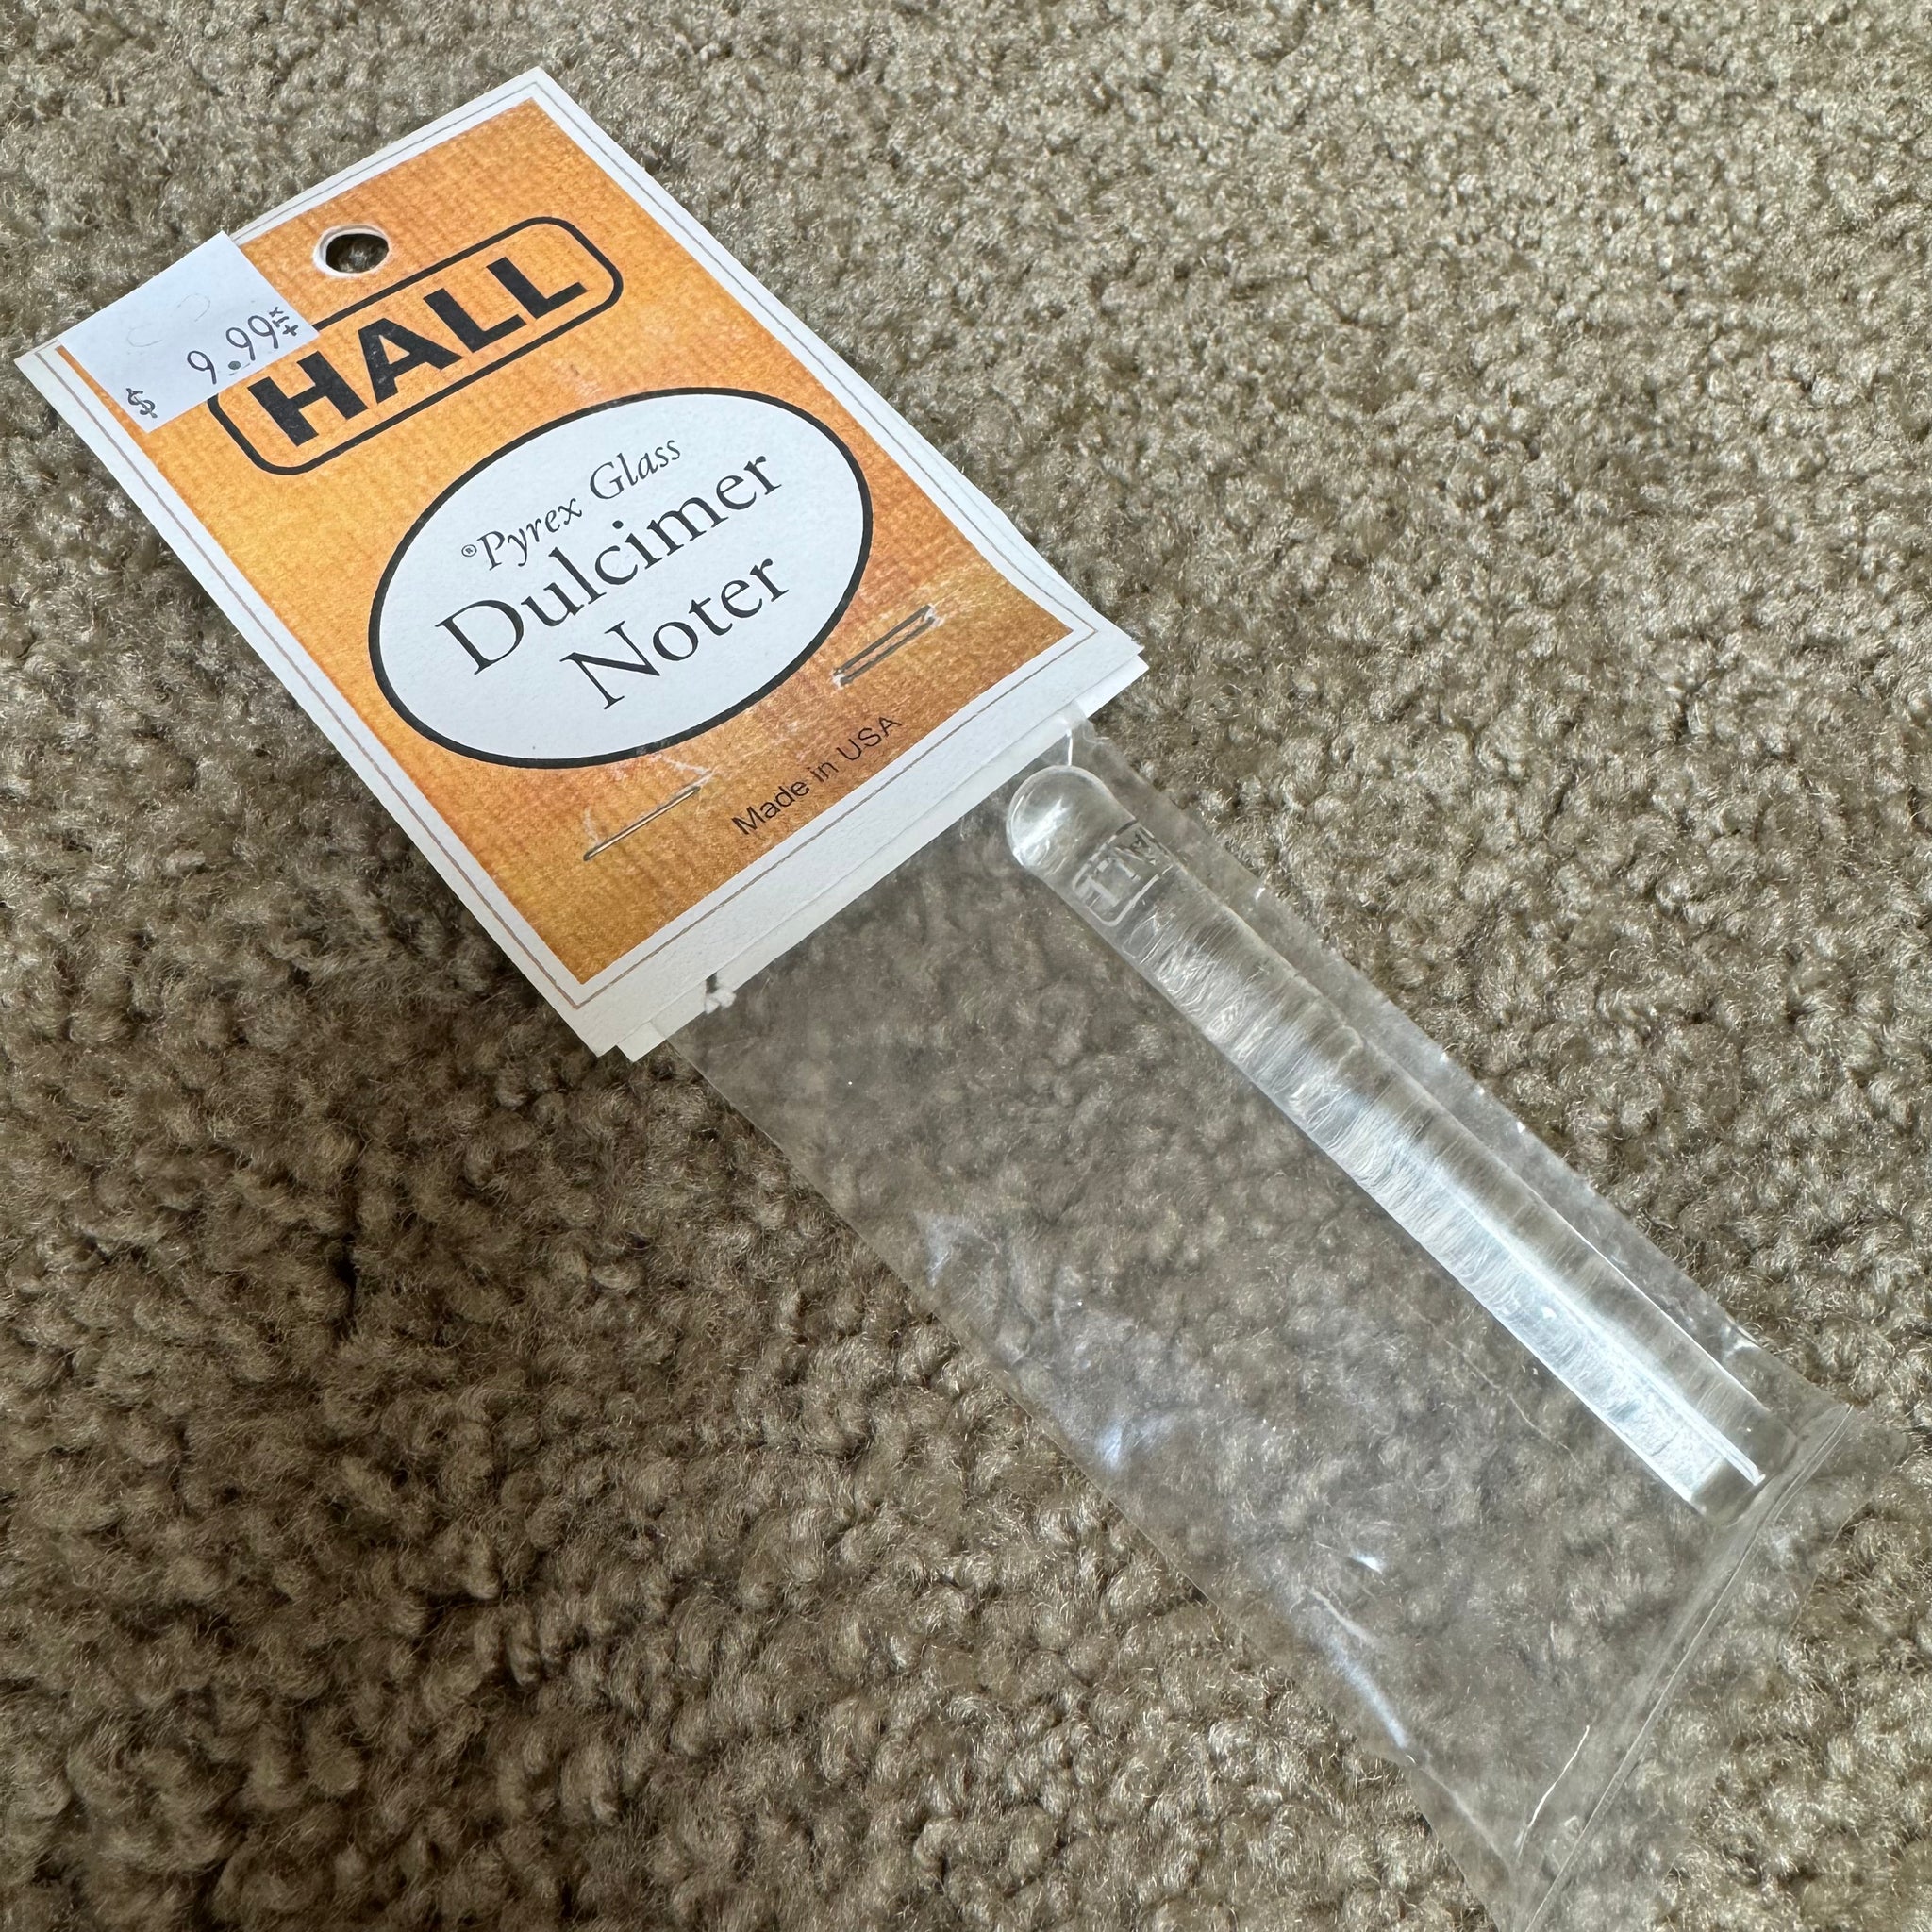 $ 9.99
HALL
®Pyrex Glass
Dulcimer
Noter
Made in USA